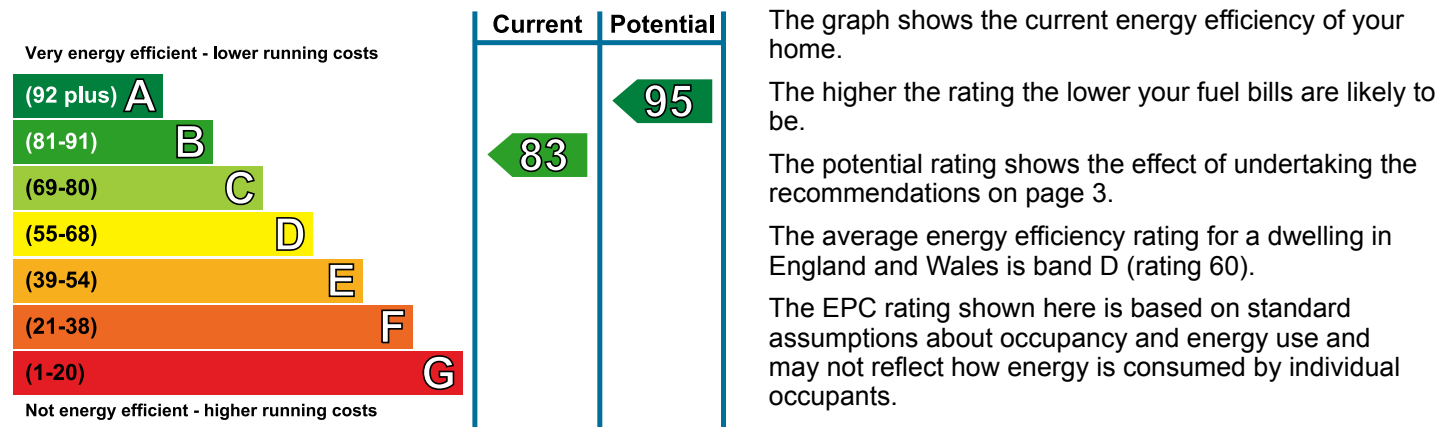 Current Potential
Very energy efficient - lower running costs
(92 plus) A
95
(81-91) B
83
(69-80) C
(55-68) D
(39-54) E
(21-38) F
(1-20) G
Not energy efficient - higher running costs
The graph shows the current energy efficiency of your
home.
The higher the rating the lower your fuel bills are likely to
be.
The potential rating shows the effect of undertaking the
recommendations on page 3.
The average energy efficiency rating for a dwelling in
England and Wales is band D (rating 60).
The EPC rating shown here is based on standard
assumptions about occupancy and energy use and
may not reflect how energy is consumed by individual
occupants.